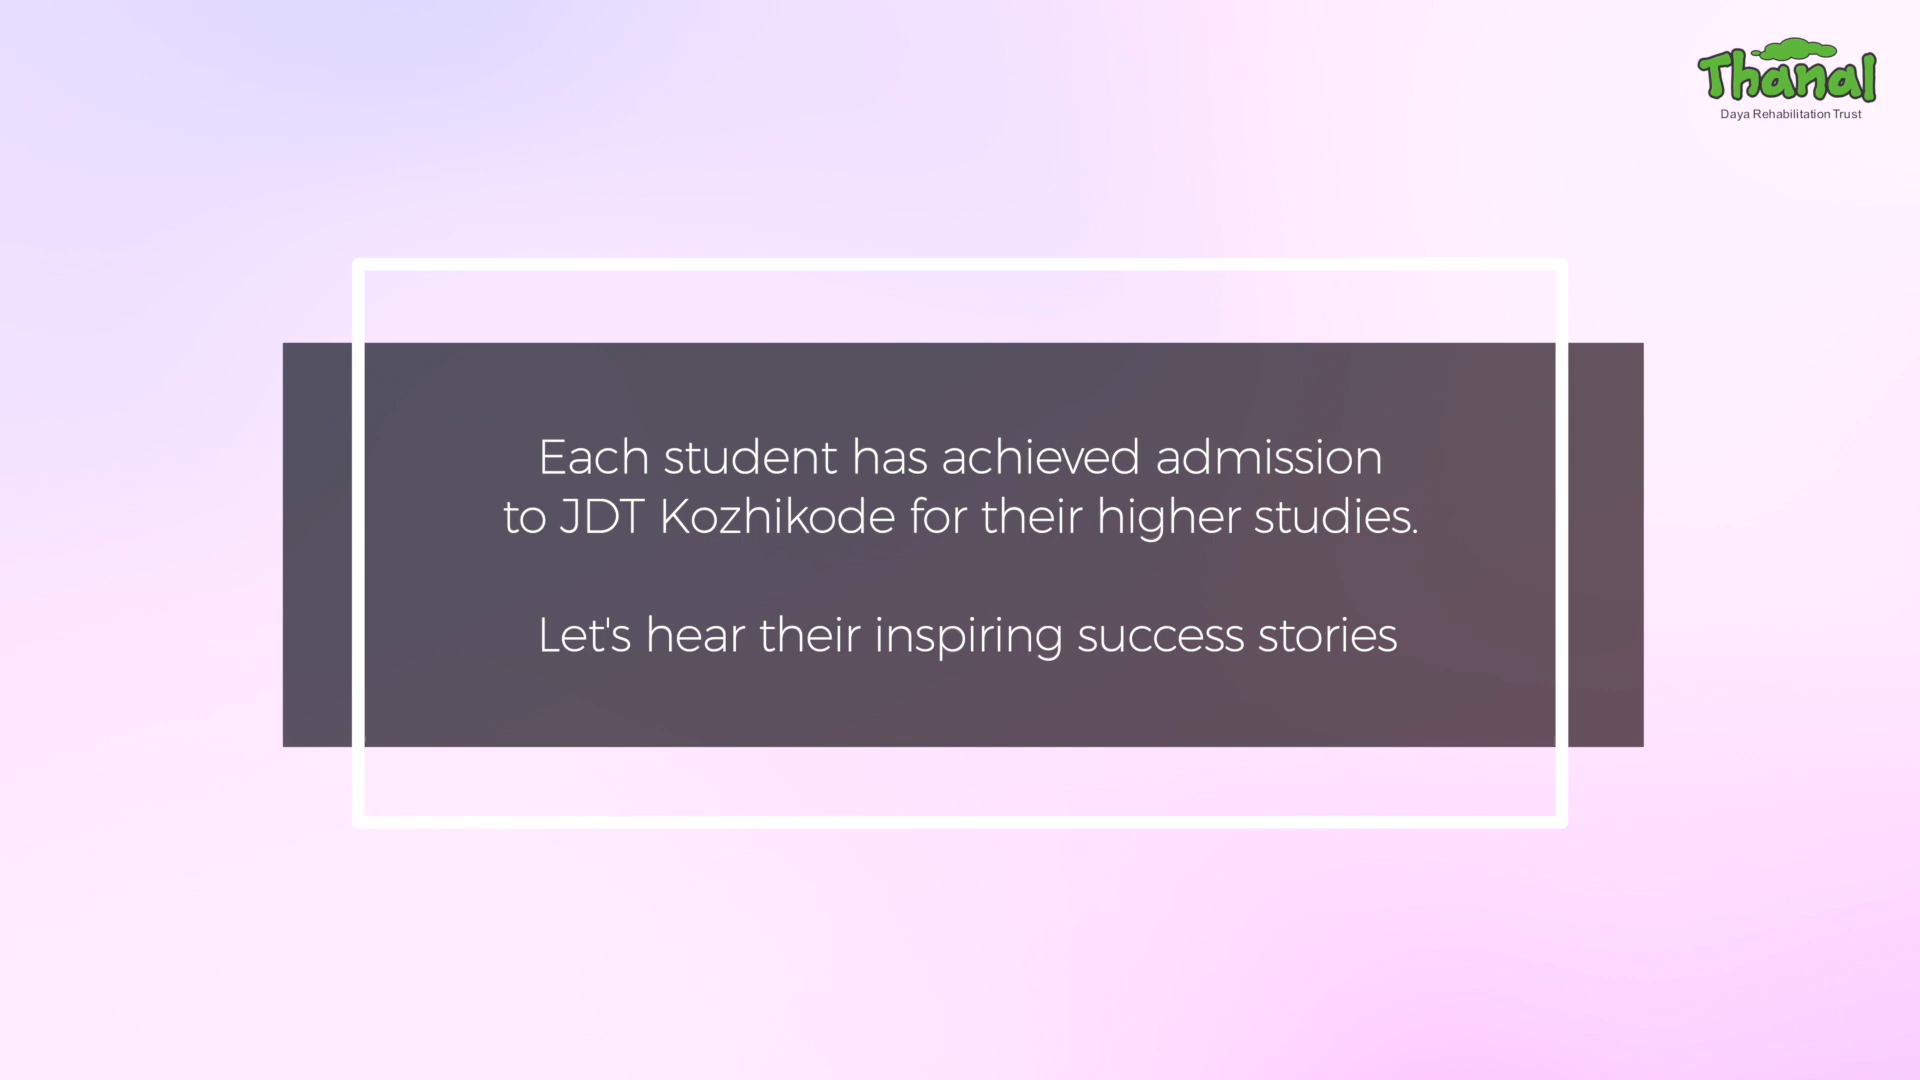 Thanal
Daya Rehabilitation Trust
Each student has achieved admission
to JDT Kozhikode for their higher studies.
Let's hear their inspiring success stories